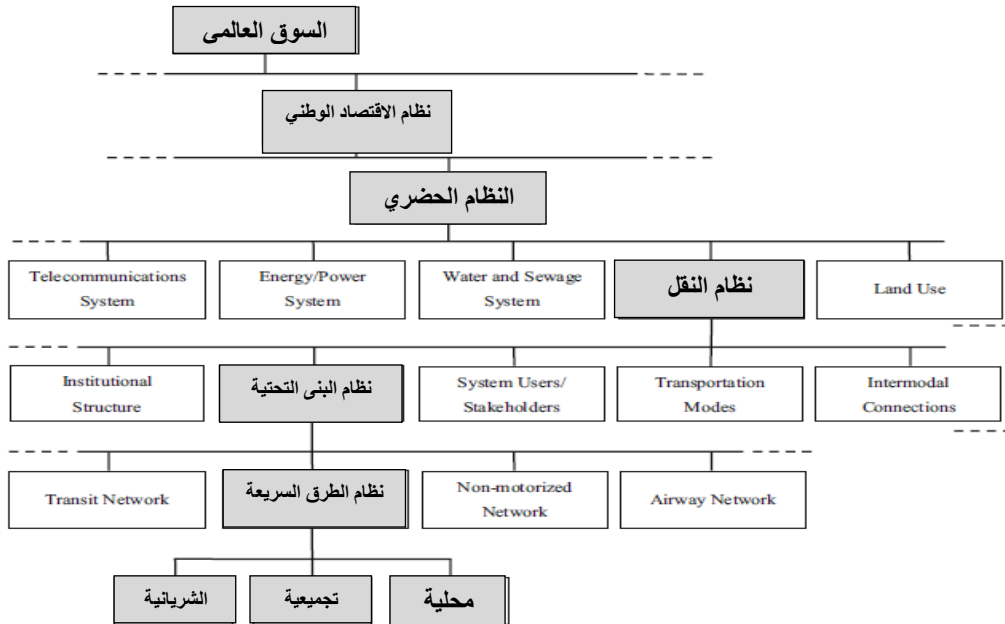 السوق العالمى
نظام الاقتصاد الوطني
النظام الحضري
Telecommunications
System
Energy/Power
System
Water and Sewage
System
نظام النقل
Land Use
Institutional
Structure
نظام البنى التحتية
System Users/
Stakeholders
Transportation
Modes
Intermodal
Connections
Transit Network
نظام الطرق السريعة
Non-motorized
Network
Airway Network
الشريانية
تجميعية
محلية